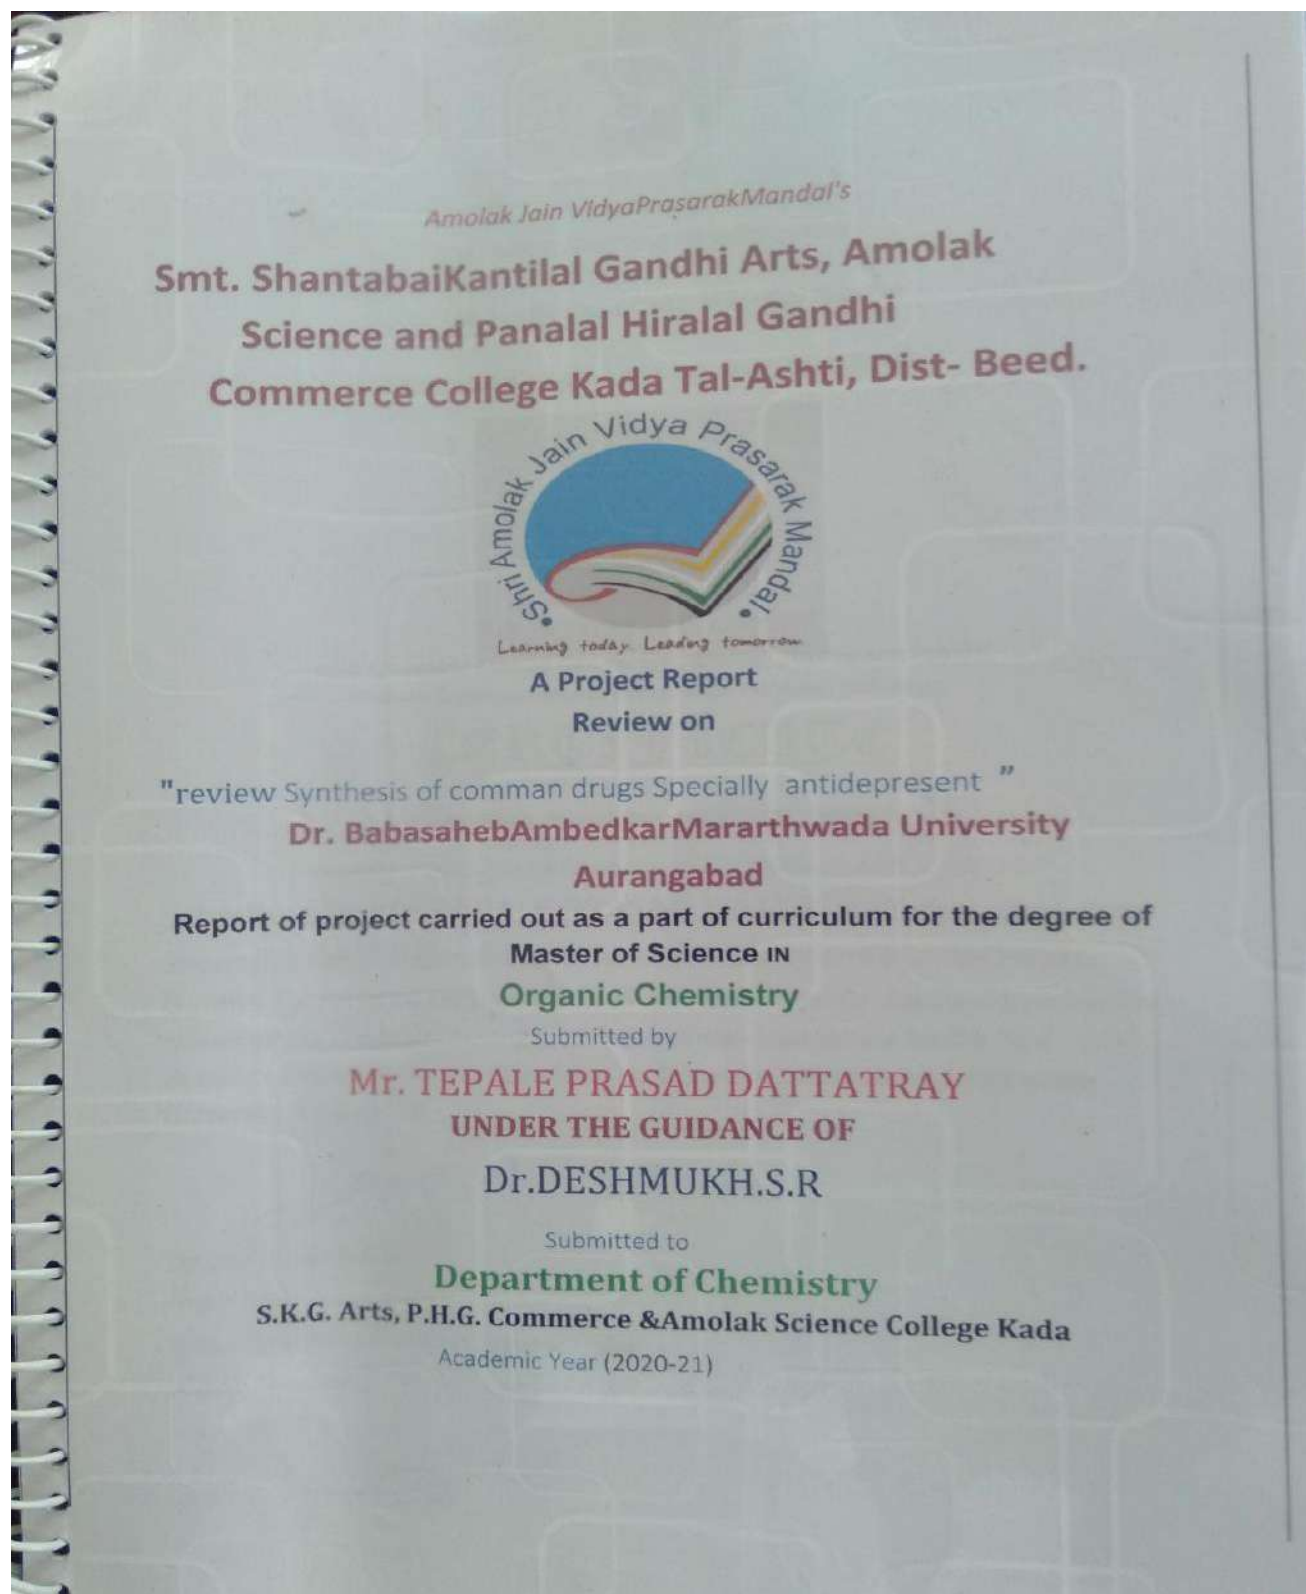 Amolak Jain VidyaPrasarakMandal's
Smt. ShantabaiKantilal Gandhi Arts, Amolak
Science and Panalal Hiralal Gandhi
Commerce College Kada Tal-Ashti, Dist- Beed.
•Shri Amolak Jain Vidya Prasarak Mandal.•
Learning today. Leading tomorrow
A Project Report
Review on
"review Synthesis of comman drugs Specially antidepresent ”
Dr. BabasahebAmbedkarMararthwada University
Aurangabad
Report of project carried out as a part of curriculum for the degree of
Master of Science IN
Organic Chemistry
Submitted by
Mr. TEPALE PRASAD DATTATRAY
UNDER THE GUIDANCE OF
Dr.DESHMUKH.S.R
Submitted to
Department of Chemistry
S.K.G. Arts, P.H.G. Commerce &Amolak Science College Kada
Academic Year (2020-21)